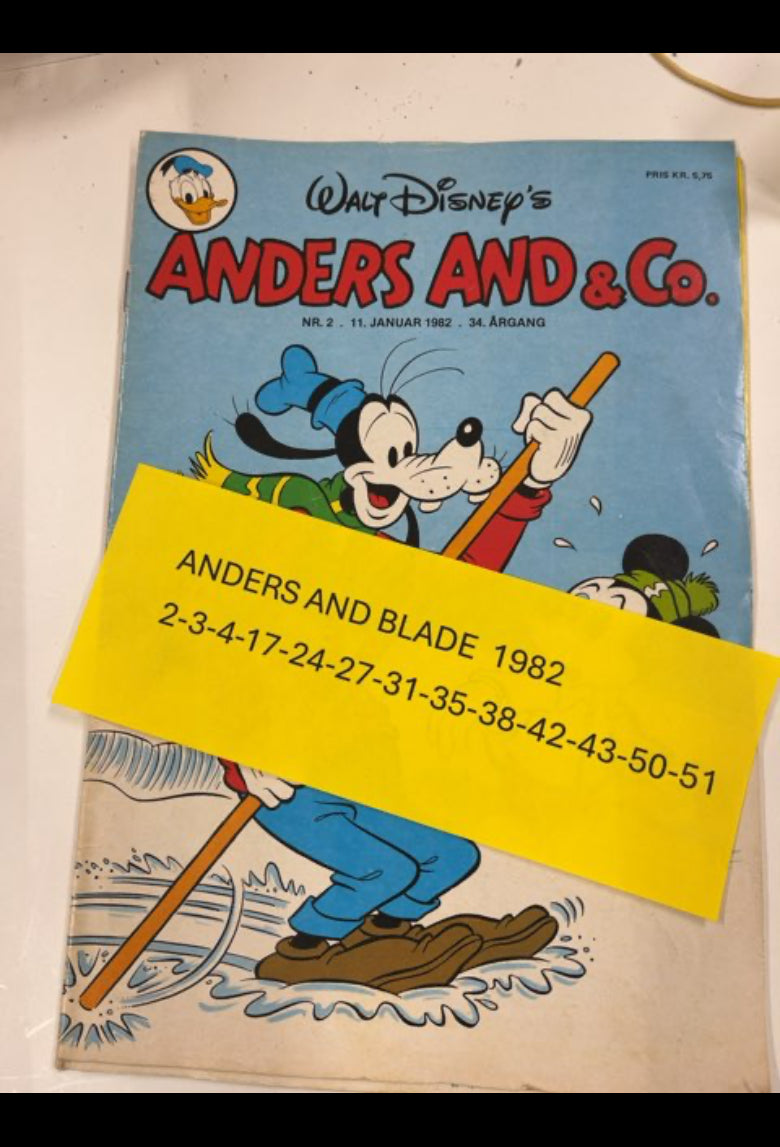 WALT DISNEY'S
PRIS KR. 5,75
ANDERS AND & Co.
NR. 2 . 11. JANUAR 1982 . 34. ÅRGANG
ANDERS AND BLADE 1982
2-3-4-17-24-27-31-35-38-42-43-50-51